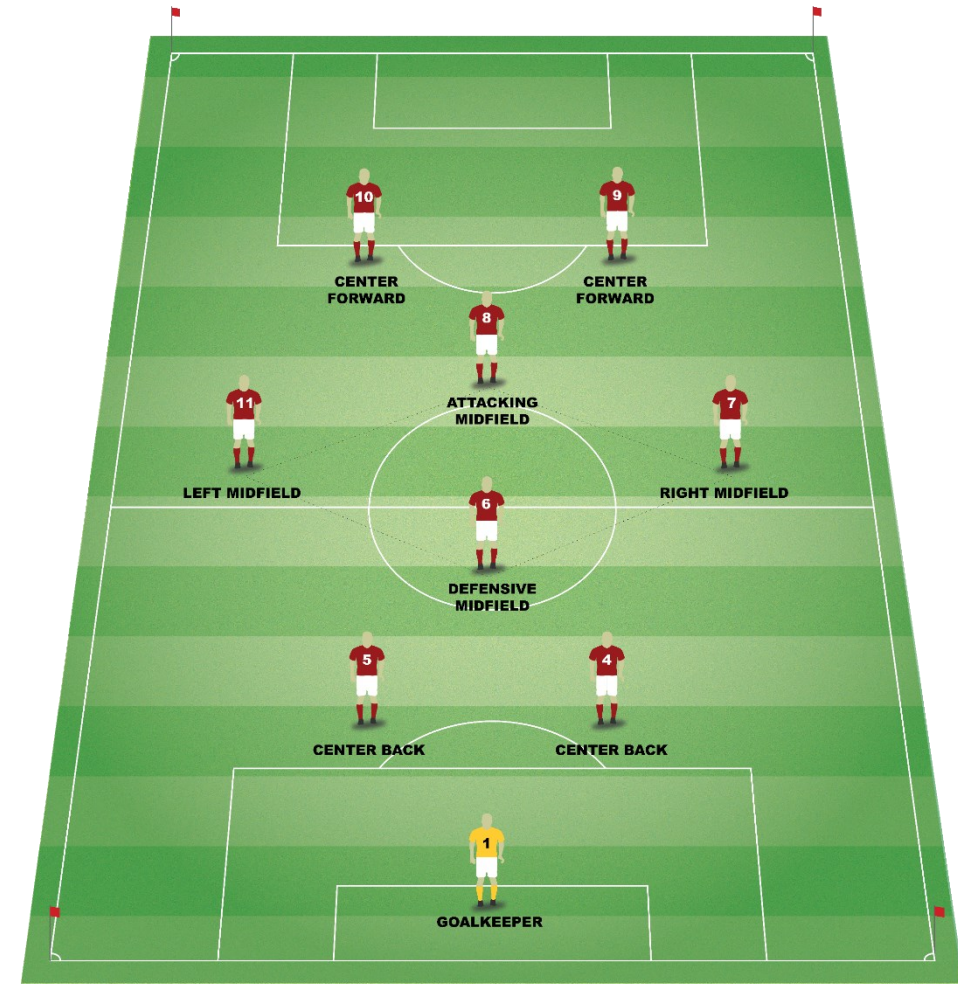 10
9
CENTER
FORWARD
CENTER
FORWARD
8
ATTACKING
MIDFIELD
11
7
LEFT MIDFIELD
RIGHT MIDFIELD
6
DEFENSIVE
MIDFIELD
5
4
CENTER BACK
CENTER BACK
1
GOALKEEPER